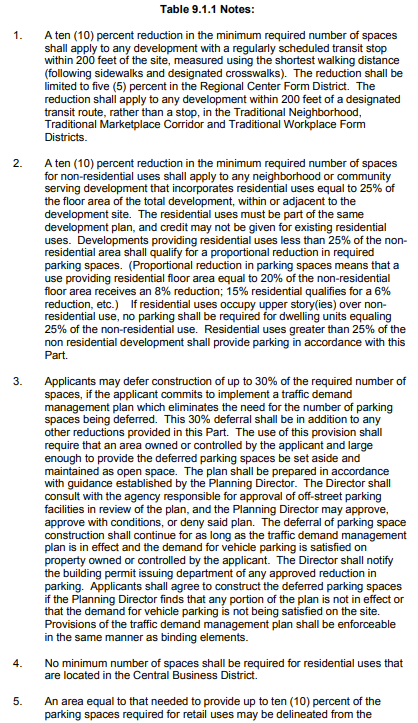 Table 9.1.1 Notes:
1. A ten (10) percent reduction in the minimum required number of spaces
shall apply to any development with a regularly scheduled transit stop
within 200 feet of the site, measured using the shortest walking distance
(following sidewalks and designated crosswalks). The reduction shall be
limited to five (5) percent in the Regional Center Form District. The
reduction shall apply to any development within 200 feet of a designated
transit route, rather than a stop, in the Traditional Neighborhood,
Traditional Marketplace Corridor and Traditional Workplace Form
Districts.
2. A ten (10) percent reduction in the minimum required number of spaces
for non-residential uses shall apply to any neighborhood or community
serving development that incorporates residential uses equal to 25% of
the floor area of the total development, within or adjacent to the
development site. The residential uses must be part of the same
development plan, and credit may not be given for existing residential
uses. Developments providing residential uses less than 25% of the non-
residential area shall qualify for a proportional reduction in required
parking spaces. (Proportional reduction in parking spaces means that a
use providing residential floor area equal to 20% of the non-residential
floor area receives an 8% reduction; 15% residential qualifies for a 6%
reduction, etc.) If residential uses occupy upper story(ies) over non-
residential use, no parking shall be required for dwelling units equaling
25% of the non-residential use. Residential uses greater than 25% of the
non residential development shall provide parking in accordance with this
Part.
3. Applicants may defer construction of up to 30% of the required number of
spaces, if the applicant commits to implement a traffic demand
management plan which eliminates the need for the number of parking
spaces being deferred. This 30% deferral shall be in addition to any
other reductions provided in this Part. The use of this provision shall
require that an area owned or controlled by the applicant and large
enough to provide the deferred parking spaces be set aside and
maintained as open space. The plan shall be prepared in accordance
with guidance established by the Planning Director. The Director shall
consult with the agency responsible for approval of off-street parking
facilities in review of the plan, and the Planning Director may approve,
approve with conditions, or deny said plan. The deferral of parking space
construction shall continue for as long as the traffic demand management
plan is in effect and the demand for vehicle parking is satisfied on
property owned or controlled by the applicant. The Director shall notify
the building permit issuing department of any approved reduction in
parking. Applicants shall agree to construct the deferred parking spaces
if the Planning Director finds that any portion of the plan is not in effect or
that the demand for vehicle parking is not being satisfied on the site.
Provisions of the traffic demand management plan shall be enforceable
in the same manner as binding elements.
4. No minimum number of spaces shall be required for residential uses that
are located in the Central Business District.
5. An area equal to that needed to provide up to ten (10) percent of the
parking spaces required for retail uses may be delineated from the